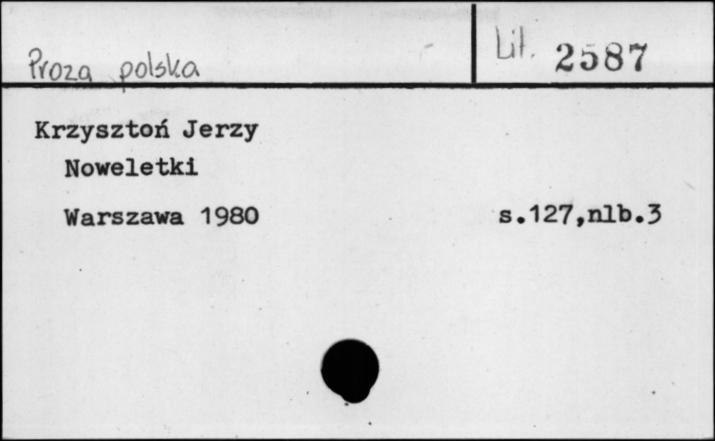 Proza polska
Lit. 2587
Krzysztoń Jerzy
Noweletki
Warszawa 1980 s.127,nlb.3